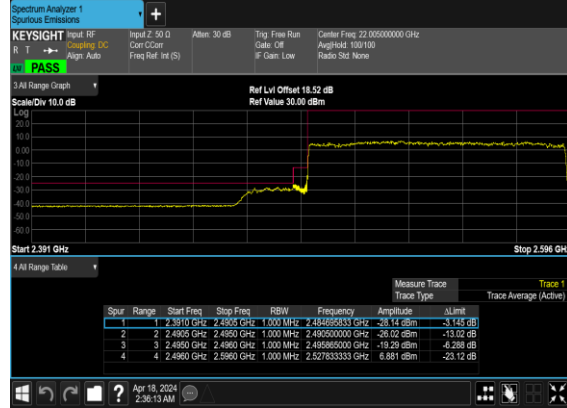 Spectrum Analyzer 1
Spurious Emissions
KEYSIGHT Input: RF Input Z: 50 Ω Atten: 30 dB Trig: Free Run Center Freq: 22.005000000 GHz
R T Coupling: DC Corr CCorr Gate: Off Avg|Hold: 100/100
Align: Auto Freq Ref: Int (S) IF Gain: Low Radio Std: None
LW PASS
3 All Range Graph
Ref Lvl Offset 18.52 dB
Scale/Div 10.0 dB Ref Value 30.00 dBm
Log
20.0
10.0
0.00
-10.0
-20.0
-30.0
-40.0
-50.0
-60.0
Start 2.391 GHz Stop 2.596 GHz
4 All Range Table
Measure Trace Trace 1
Trace Type Trace Average (Active)
Spur Range Start Freq Stop Freq RBW Frequency Amplitude ΔLimit
1 1 2.3910 GHz 2.4905 GHz 1.000 MHz 2.484695833 GHz -28.14 dBm -3.145 dB
2 2 2.4905 GHz 2.4950 GHz 1.000 MHz 2.490500000 GHz -26.02 dBm -13.02 dB
3 3 2.4950 GHz 2.4960 GHz 1.000 MHz 2.495865000 GHz -19.29 dBm -6.288 dB
4 4 2.4960 GHz 2.5960 GHz 1.000 MHz 2.527833333 GHz 6.881 dBm -23.12 dB
Apr 18, 2024
2:36:13 AM